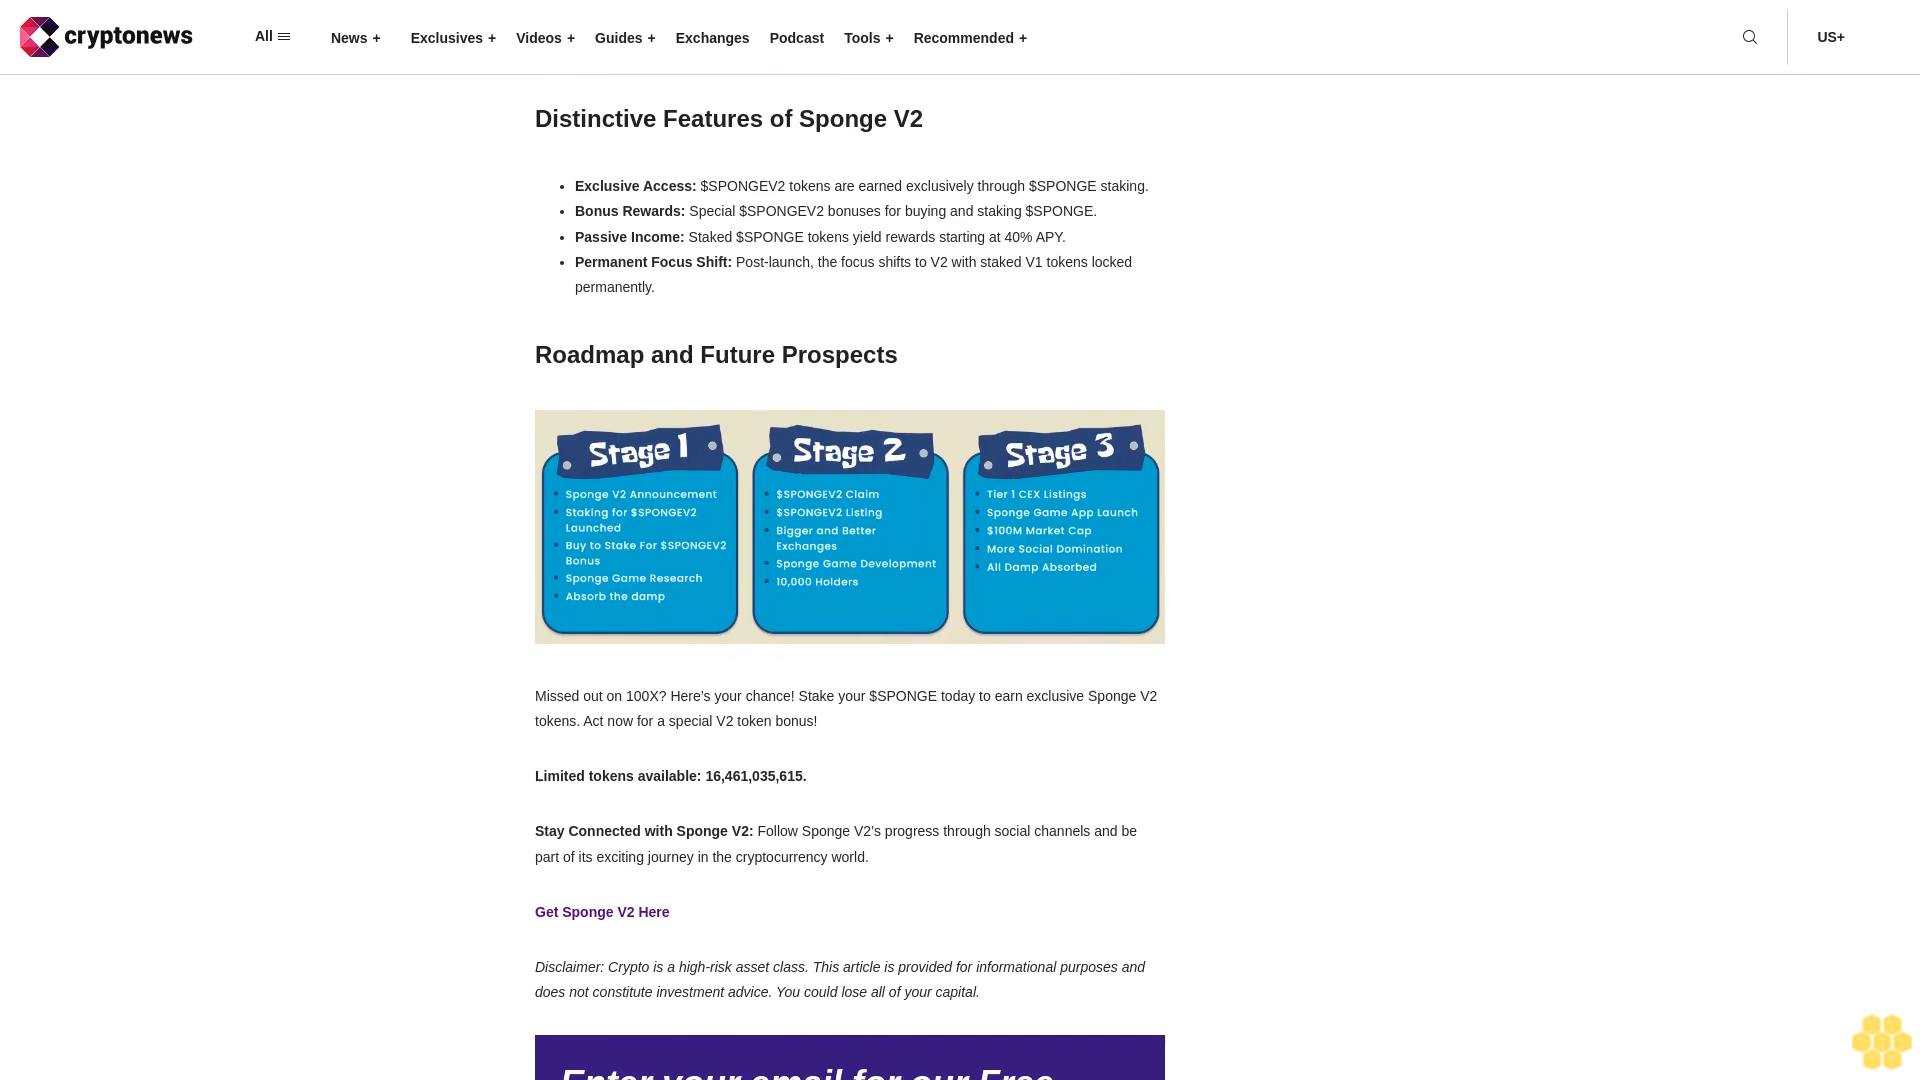 cryptonews
All
News +
Exclusives +
Videos +
Guides +
Exchanges
Podcast
Tools +
Recommended +
US+
Distinctive Features of Sponge V2
• Exclusive Access: $SPONGEV2 tokens are earned exclusively through $SPONGE staking.
• Bonus Rewards: Special $SPONGEV2 bonuses for buying and staking $SPONGE.
• Passive Income: Staked $SPONGE tokens yield rewards starting at 40% APY.
• Permanent Focus Shift: Post-launch, the focus shifts to V2 with staked V1 tokens locked
permanently.
Roadmap and Future Prospects
Stage 1
• Sponge V2 Announcement
• Staking for $SPONGEV2
Launched
• Buy to Stake For $SPONGEV2
Bonus
• Sponge Game Research
• Absorb the damp
Stage 2
• $SPONGEV2 Claim
• $SPONGEV2 Listing
• Bigger and Better
Exchanges
• Sponge Game Development
• 10,000 Holders
Stage 3
• Tier 1 CEX Listings
• Sponge Game App Launch
• $100M Market Cap
• More Social Domination
• All Damp Absorbed
Missed out on 100X? Here’s your chance! Stake your $SPONGE today to earn exclusive Sponge V2
tokens. Act now for a special V2 token bonus!
Limited tokens available: 16,461,035,615.
Stay Connected with Sponge V2: Follow Sponge V2’s progress through social channels and be
part of its exciting journey in the cryptocurrency world.
Get Sponge V2 Here
Disclaimer: Crypto is a high-risk asset class. This article is provided for informational purposes and
does not constitute investment advice. You could lose all of your capital.
Enter your email for our Free